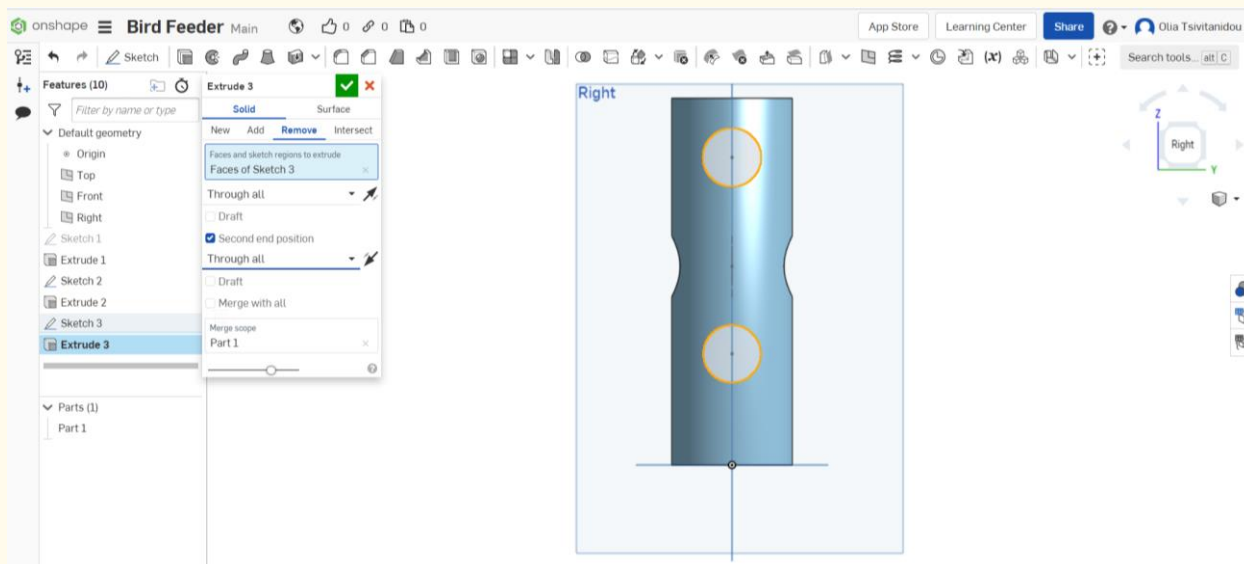 onshape Bird Feeder Main 0 0 0 App Store Learning Center Share Olia Tsivitanidou
Sketch Search tools... alt C
Features (10)
Filter by name or type
Default geometry
Origin
Top
Front
Right
Sketch 1
Extrude 1
Sketch 2
Extrude 2
Sketch 3
Extrude 3
Parts (1)
Part 1
Extrude 3
Solid Surface
New Add Remove Intersect
Faces and sketch regions to extrude
Faces of Sketch 3
Through all
Draft
Second end position
Through all
Draft
Merge with all
Merge scope
Part 1
Right
Z
Right
Y